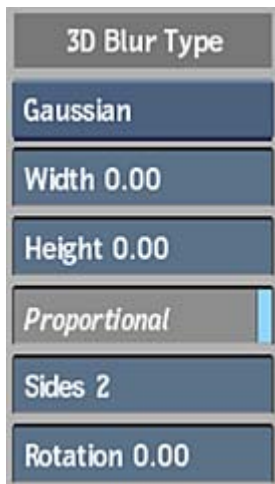 3D Blur Type
Gaussian
Width 0.00
Height 0.00
Proportional
Sides 2
Rotation 0.00